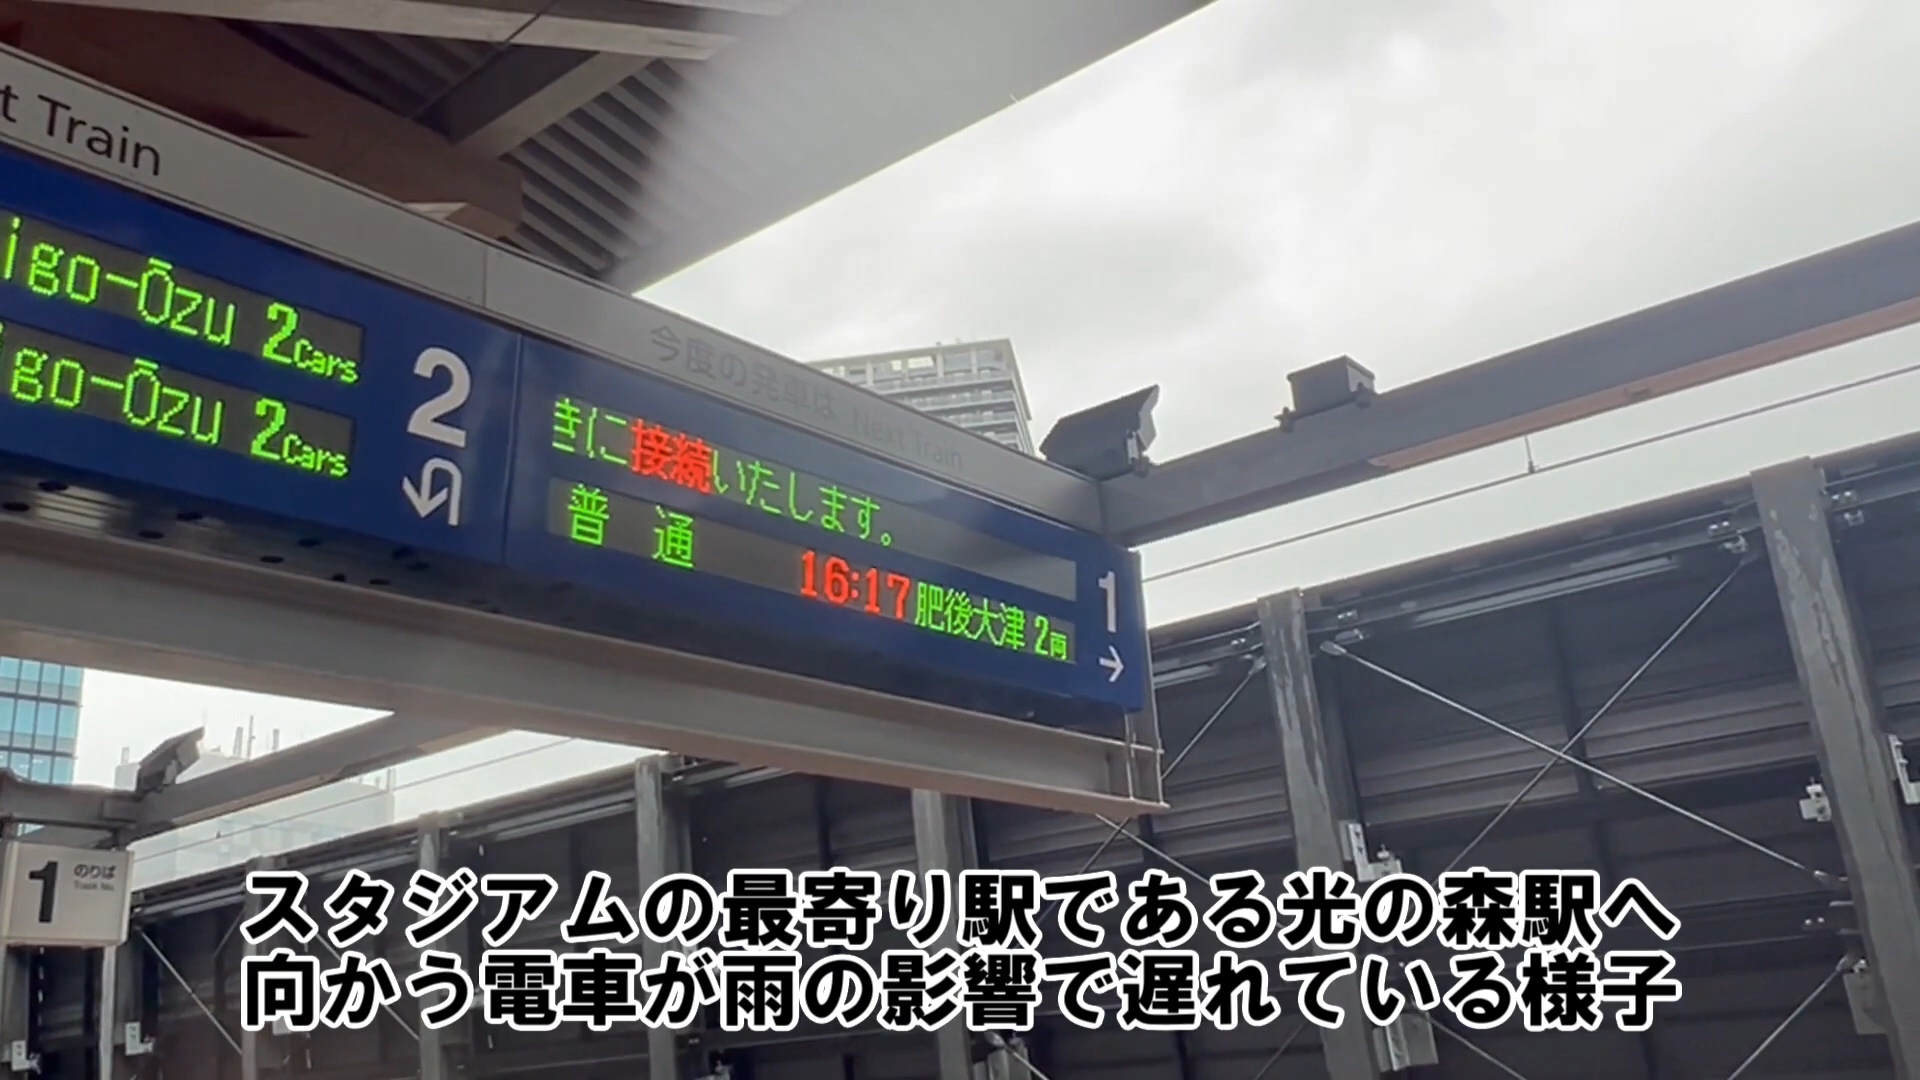 t Train
igo-Ōzu 2cars
igo-Ōzu 2cars
2
今度の発車は Next Train
きに接続いたします。
普通 16:17 肥後大津 2両
1
1 のりば
Track No.
スタジアムの最寄り駅である光の森駅へ
向かう電車が雨の影響で遅れている様子